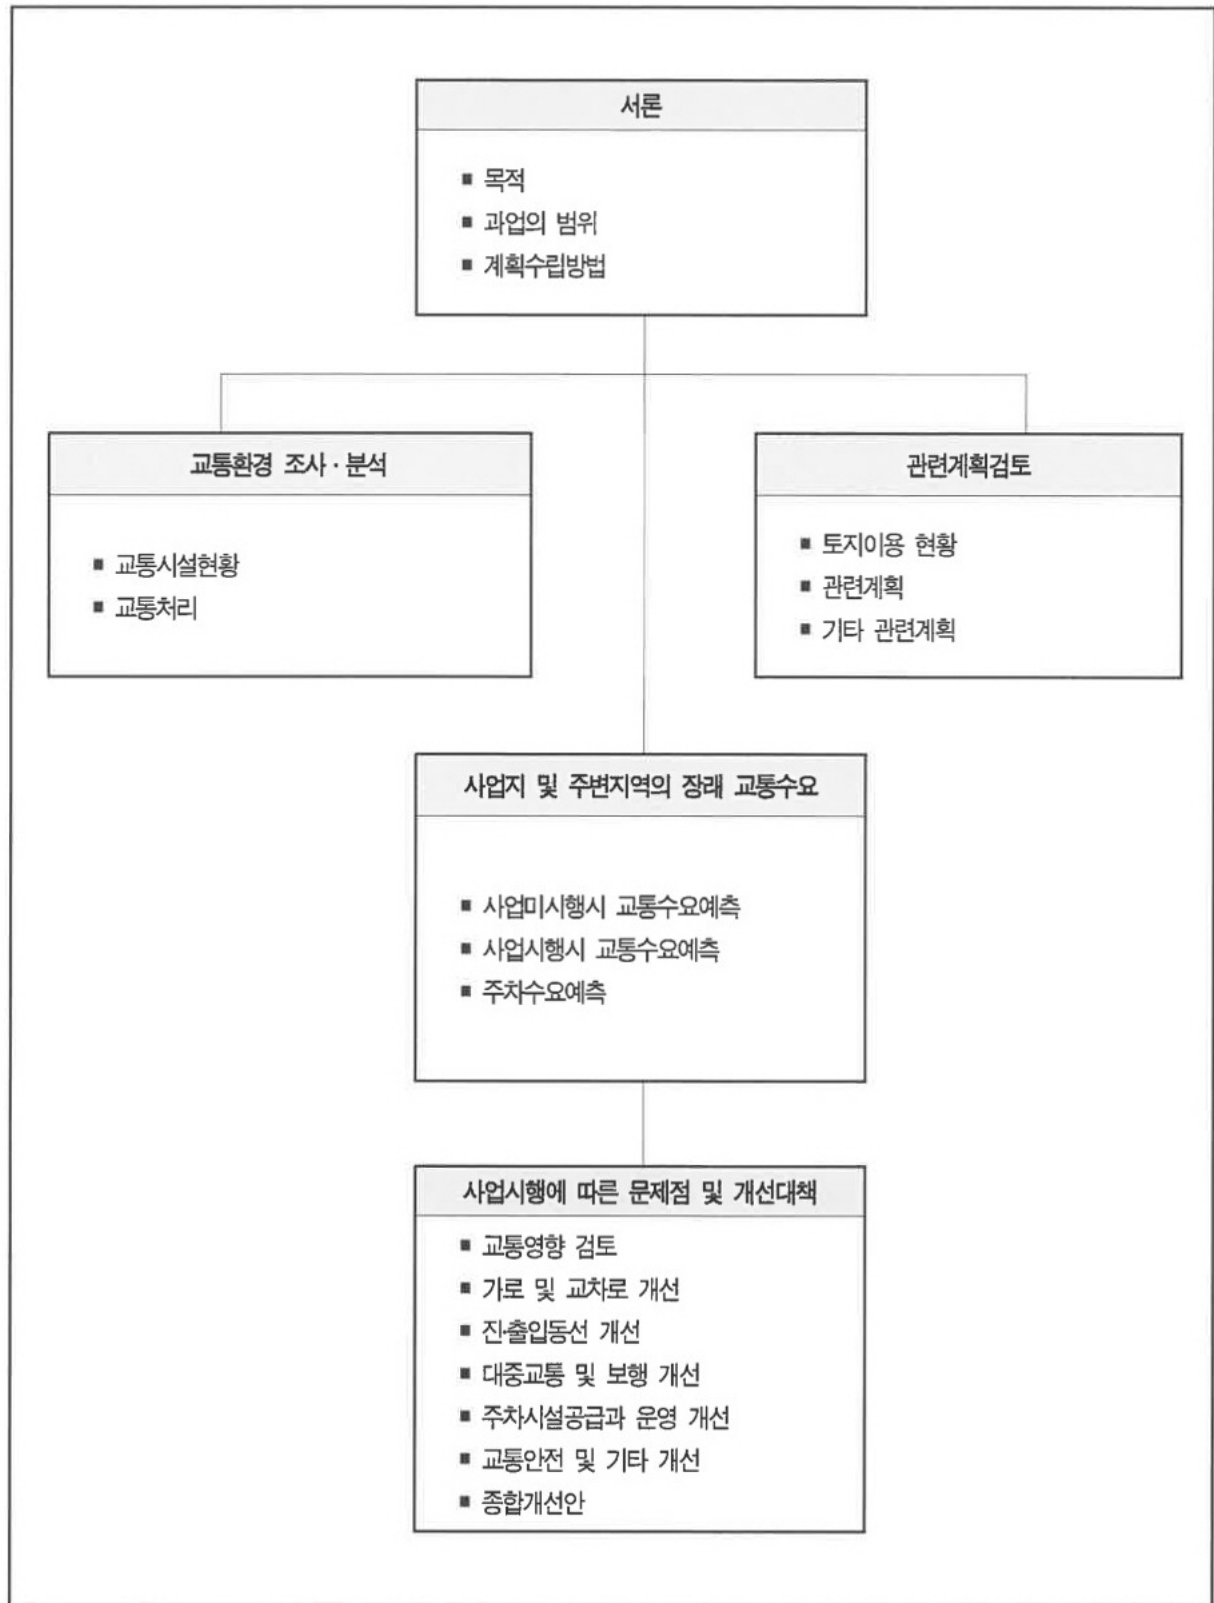 서론
■ 목적
■ 과업의 범위
■ 계획수립방법
교통환경 조사 · 분석
■ 교통시설현황
■ 교통처리
관련계획검토
■ 토지이용 현황
■ 관련계획
■ 기타 관련계획
사업지 및 주변지역의 장래 교통수요
■ 사업미시행시 교통수요예측
■ 사업시행시 교통수요예측
■ 주차수요예측
사업시행에 따른 문제점 및 개선대책
■ 교통영향 검토
■ 가로 및 교차로 개선
■ 진·출입동선 개선
■ 대중교통 및 보행 개선
■ 주차시설공급과 운영 개선
■ 교통안전 및 기타 개선
■ 종합개선안